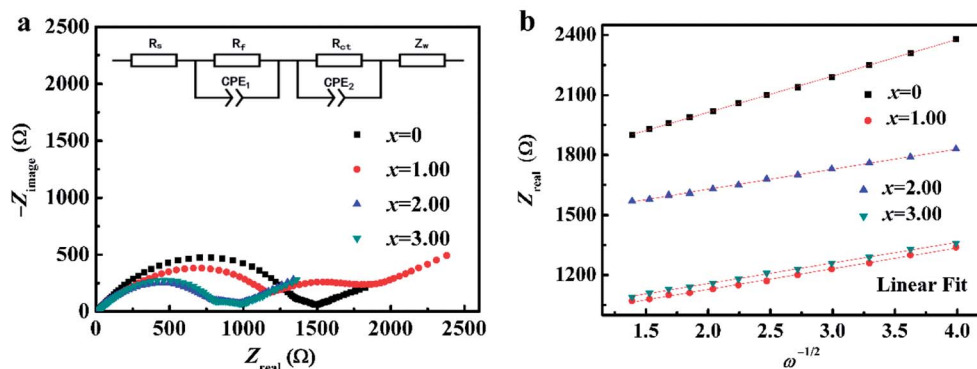 a
R_s R_f R_ct Z_w
CPE_1 CPE_2
x=0
x=1.00
x=2.00
x=3.00
2500
2000
1500
1000
500
0
0 500 1000 1500 2000 2500
−Z_image (Ω)
Z_real (Ω)
b
x=0
x=1.00
x=2.00
x=3.00
Linear Fit
2400
2100
1800
1500
1200
1.5 2.0 2.5 3.0 3.5 4.0
Z_real (Ω)
ω^−1/2